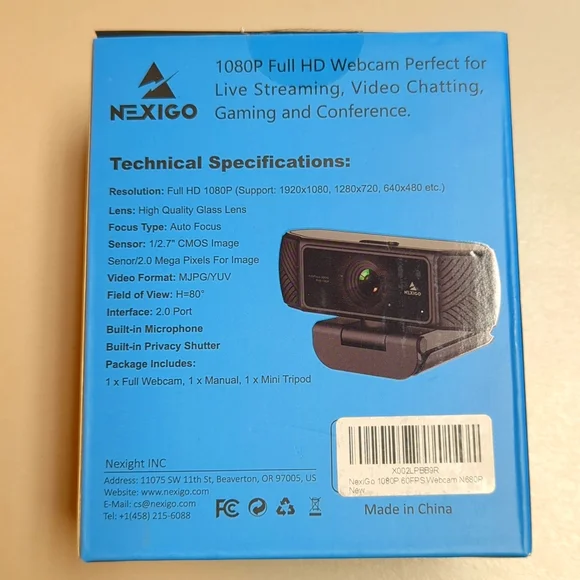 NEXIGO
1080P Full HD Webcam Perfect for
Live Streaming, Video Chatting,
Gaming and Conference.
Technical Specifications:
Resolution: Full HD 1080P (Support: 1920x1080, 1280x720, 640x480 etc.)
Lens: High Quality Glass Lens
Focus Type: Auto Focus
Sensor: 1/2.7" CMOS Image
Senor/2.0 Mega Pixels For Image
Video Format: MJPG/YUV
Field of View: H=80°
Interface: 2.0 Port
Built-in Microphone
Built-in Privacy Shutter
Package Includes:
1 x Full Webcam, 1 x Manual, 1 x Mini Tripod
NEXIGO
X002LPBB9R
NexiGo 1080P 60FPS Webcam N680P
New
Nexight INC
Address: 11075 SW 11th St, Beaverton, OR 97005, US
Website: www.nexigo.com
E-Mail: cs@nexigo.com
Tel: +1(458) 215-6088
FC CE
Made in China